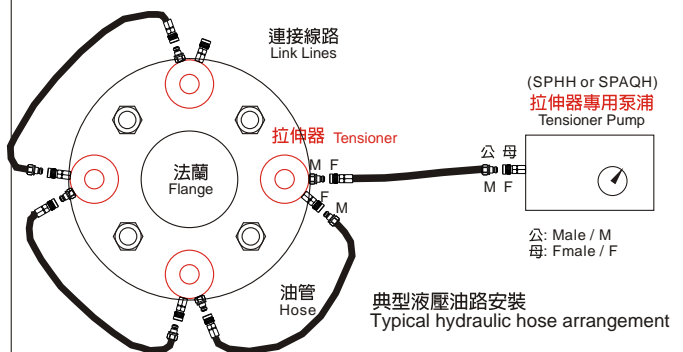 連接線路
Link Lines
(SPHH or SPAQH)
拉伸器專用泵浦
Tensioner Pump
拉伸器 Tensioner
公 母
M F
M F
法蘭
Flange
F
M
公: Male / M
母: Fmale / F
油管
Hose
典型液壓油路安裝
Typical hydraulic hose arrangement